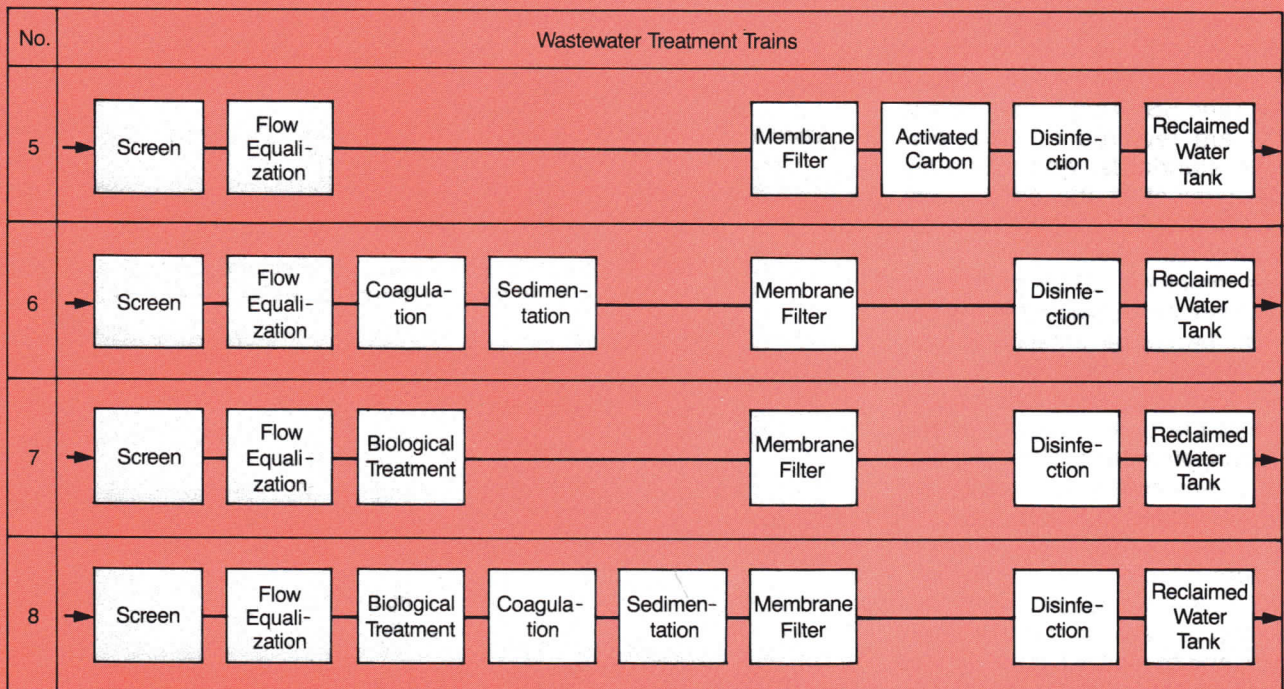 No.
Wastewater Treatment Trains
5
Screen
Flow
Equali-
zation
Membrane
Filter
Activated
Carbon
Disinfe-
ction
Reclaimed
Water
Tank
6
Screen
Flow
Equali-
zation
Coagula-
tion
Sedimen-
tation
Membrane
Filter
Disinfe-
ction
Reclaimed
Water
Tank
7
Screen
Flow
Equali-
zation
Biological
Treatment
Membrane
Filter
Disinfe-
ction
Reclaimed
Water
Tank
8
Screen
Flow
Equali-
zation
Biological
Treatment
Coagula-
tion
Sedimen-
tation
Membrane
Filter
Disinfe-
ction
Reclaimed
Water
Tank